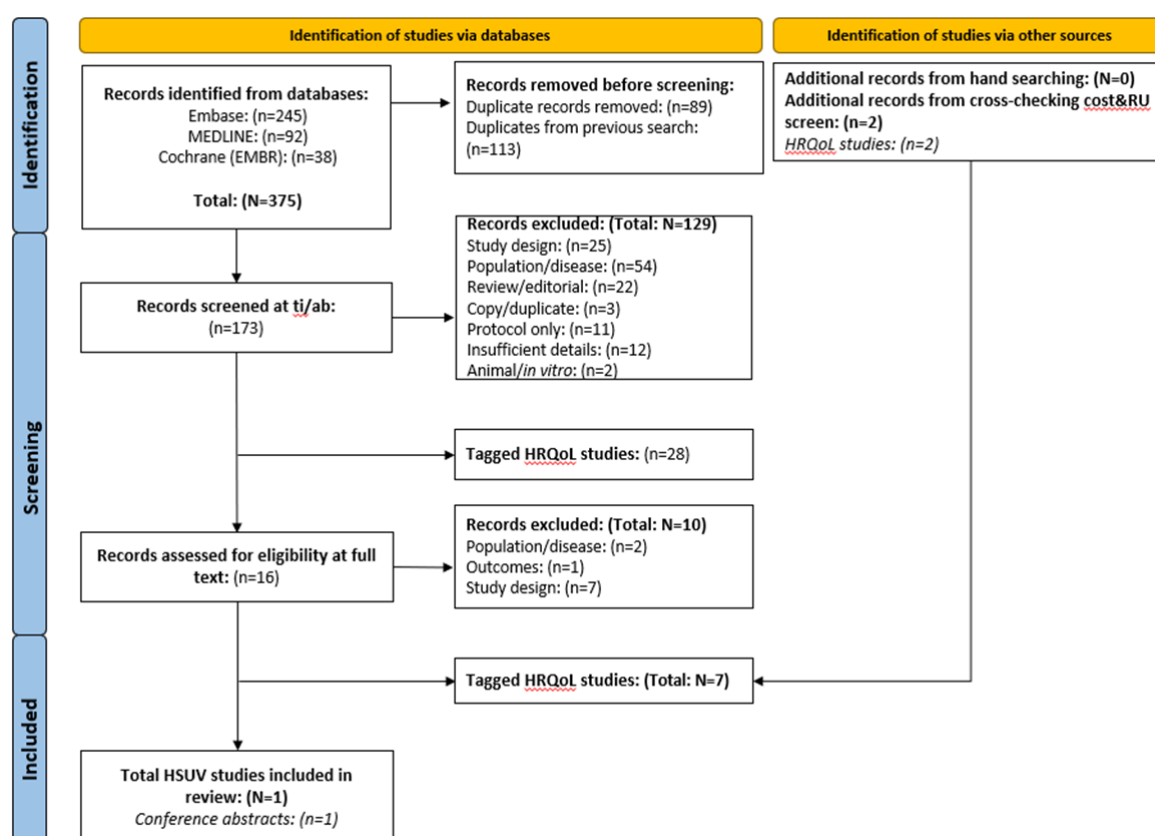 Identification of studies via databases
Identification of studies via other sources
Identification
Records identified from databases:
Embase: (n=245)
MEDLINE: (n=92)
Cochrane (EMBR): (n=38)
Total: (N=375)
Records removed before screening:
Duplicate records removed: (n=89)
Duplicates from previous search:
(n=113)
Additional records from hand searching: (N=0)
Additional records from cross-checking cost&RU
screen: (n=2)
HRQoL studies: (n=2)
Screening
Records screened at ti/ab:
(n=173)
Records excluded: (Total: N=129)
Study design: (n=25)
Population/disease: (n=54)
Review/editorial: (n=22)
Copy/duplicate: (n=3)
Protocol only: (n=11)
Insufficient details: (n=12)
Animal/in vitro: (n=2)
Tagged HRQoL studies: (n=28)
Records assessed for eligibility at full
text: (n=16)
Records excluded: (Total: N=10)
Population/disease: (n=2)
Outcomes: (n=1)
Study design: (n=7)
Included
Tagged HRQoL studies: (Total: N=7)
Total HSUV studies included in
review: (N=1)
Conference abstracts: (n=1)